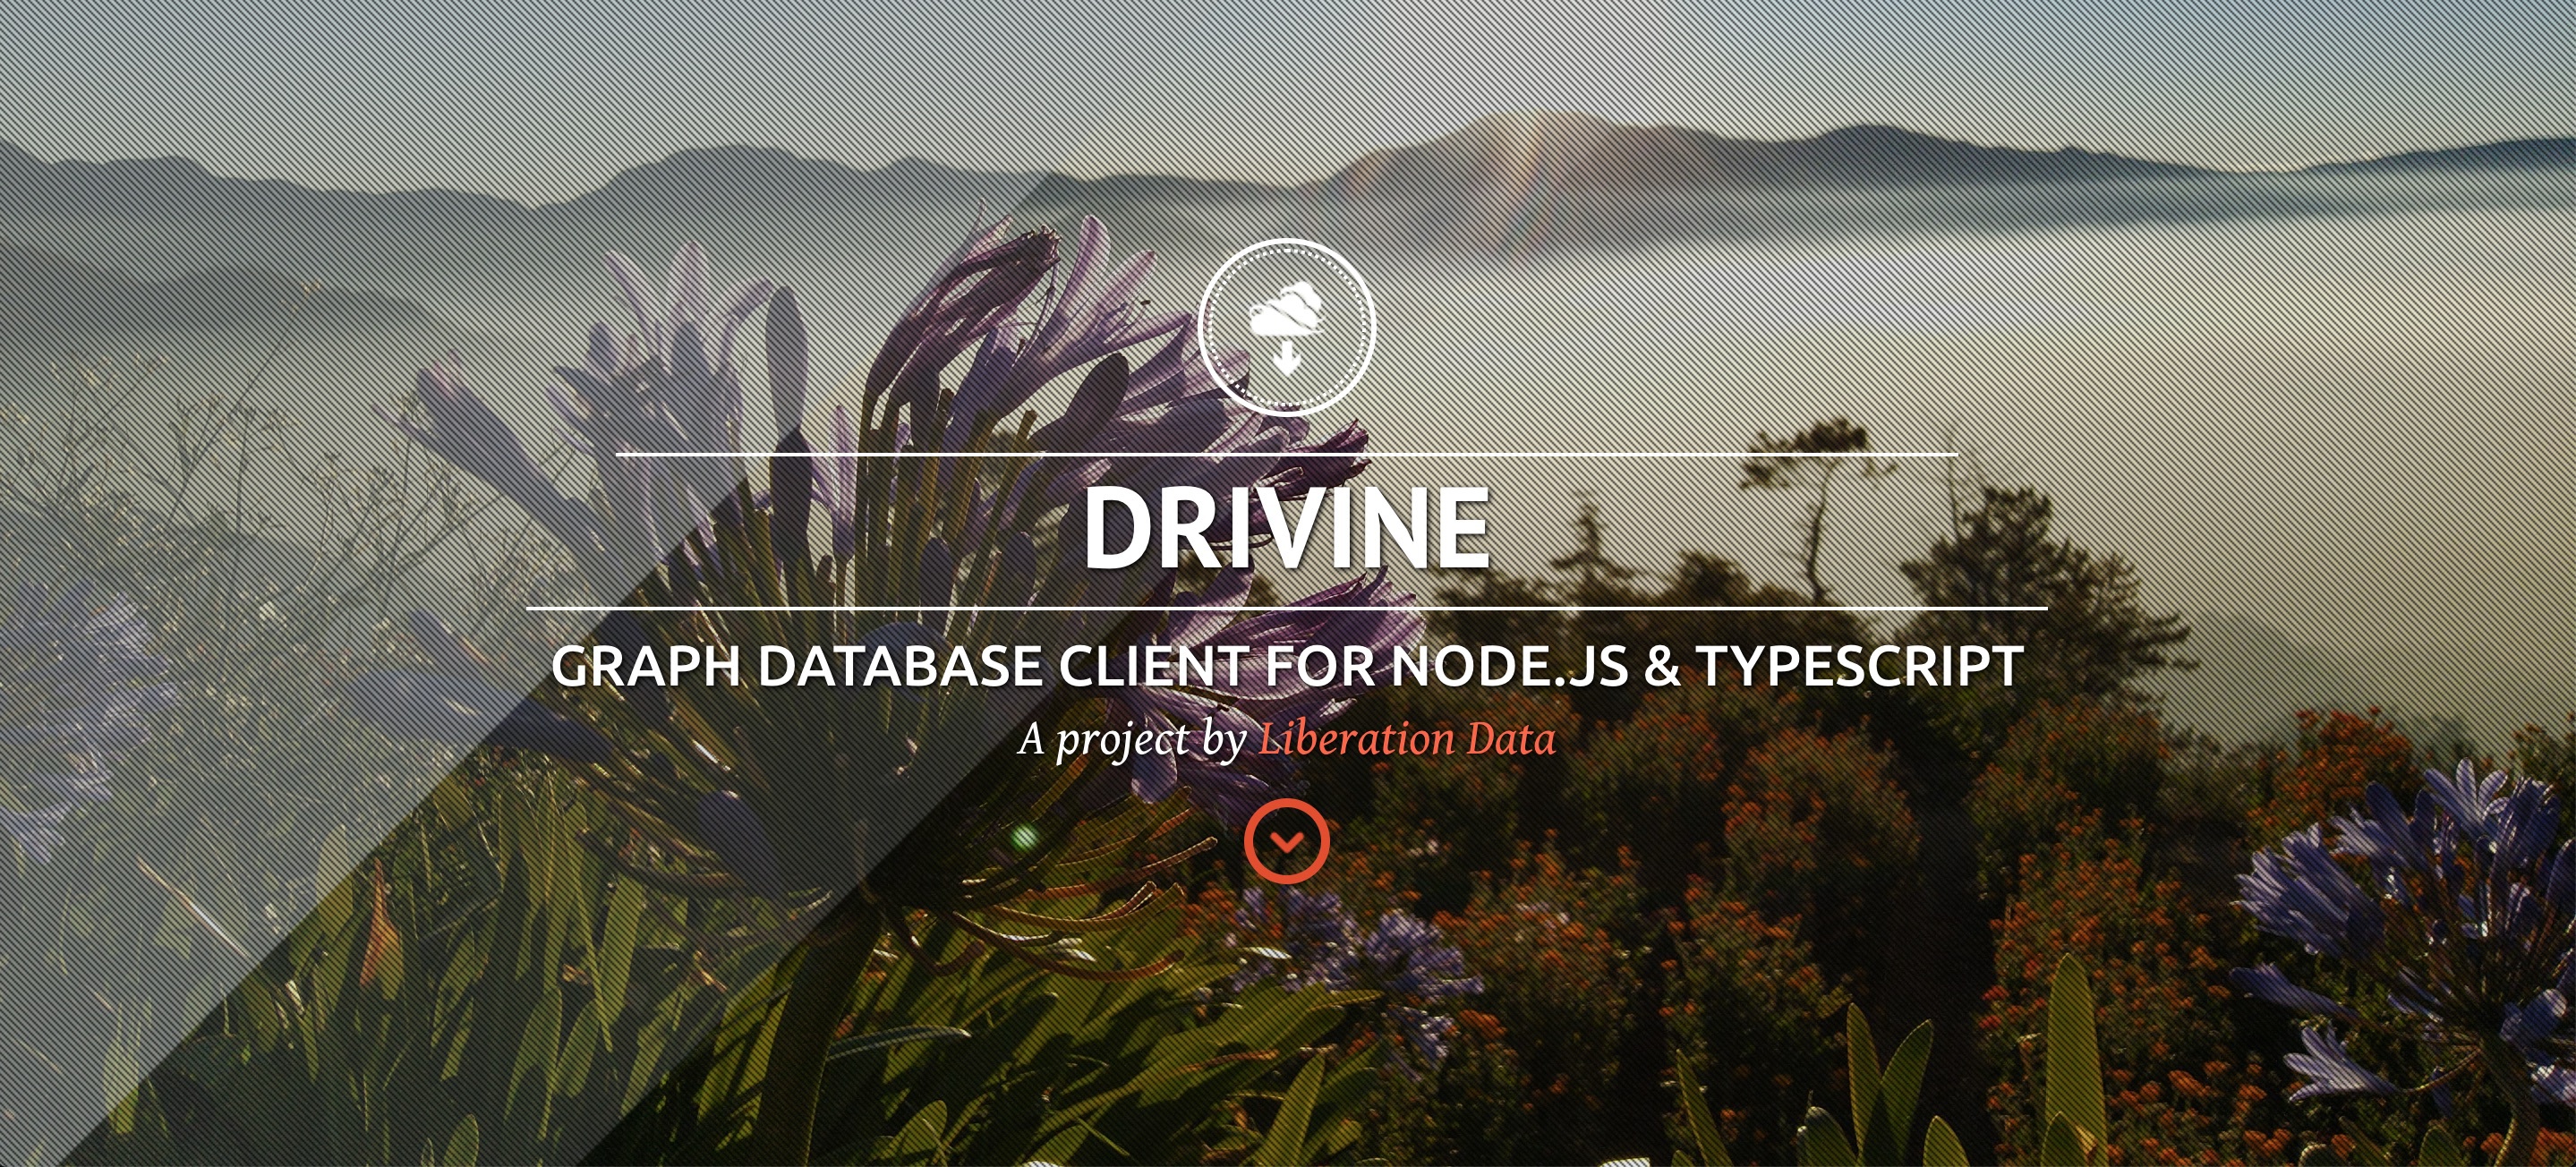 DRIVINE
GRAPH DATABASE CLIENT FOR NODE.JS & TYPESCRIPT
A project by Liberation Data